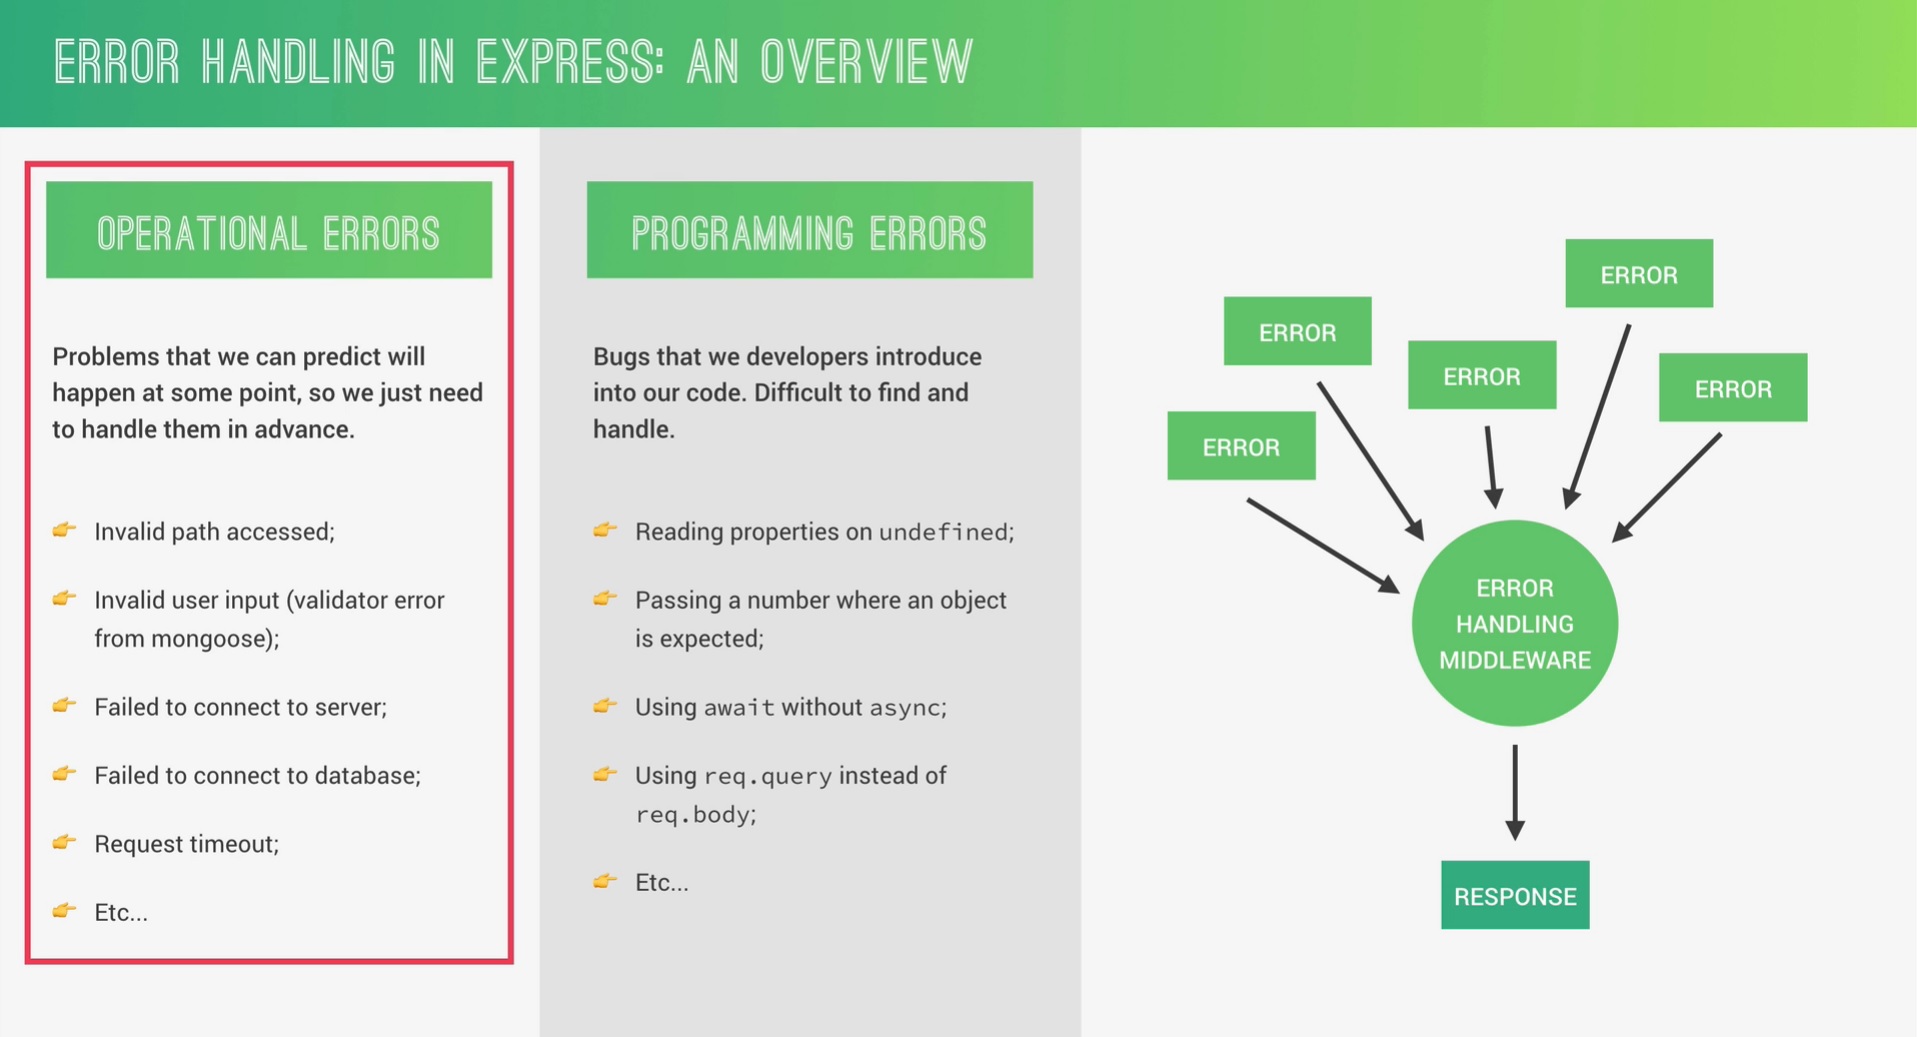 ERROR HANDLING IN EXPRESS: AN OVERVIEW
OPERATIONAL ERRORS
Problems that we can predict will
happen at some point, so we just need
to handle them in advance.
👉 Invalid path accessed;
👉 Invalid user input (validator error
from mongoose);
👉 Failed to connect to server;
👉 Failed to connect to database;
👉 Request timeout;
👉 Etc...
PROGRAMMING ERRORS
Bugs that we developers introduce
into our code. Difficult to find and
handle.
👉 Reading properties on undefined;
👉 Passing a number where an object
is expected;
👉 Using await without async;
👉 Using req.query instead of
req.body;
👉 Etc...
ERROR
ERROR
ERROR
ERROR
ERROR
ERROR
HANDLING
MIDDLEWARE
RESPONSE